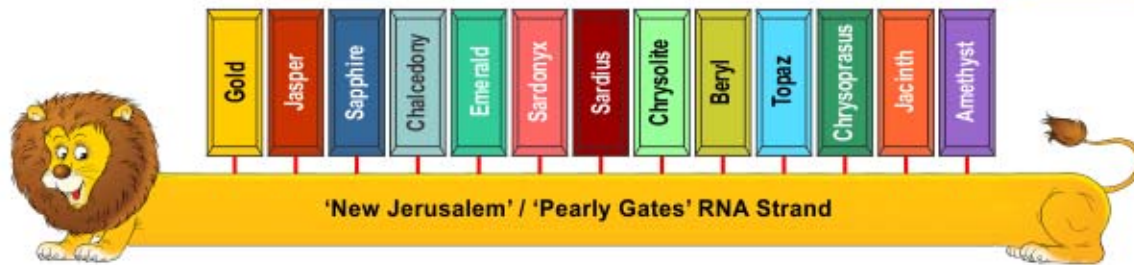 Gold
Jasper
Sapphire
Chalcedony
Emerald
Sardonyx
Sardius
Chrysolite
Beryl
Topaz
Chrysoprasus
Jacinth
Amethyst
‘New Jerusalem’ / ‘Pearly Gates’ RNA Strand